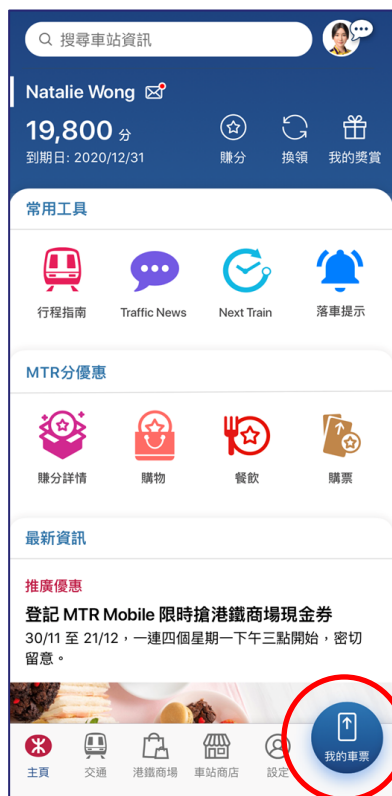 搜尋車站資訊
Natalie Wong
19,800 分
到期日: 2020/12/31
賺分 換領 我的獎賞
常用工具
行程指南 Traffic News Next Train 落車提示
MTR分優惠
賺分詳情 購物 餐飲 購票
最新資訊
推廣優惠
登記 MTR Mobile 限時搶港鐵商場現金券
30/11 至 21/12，一連四個星期一下午三點開始，密切
留意。
主頁 交通 港鐵商場 車站商店 設定 我的車票